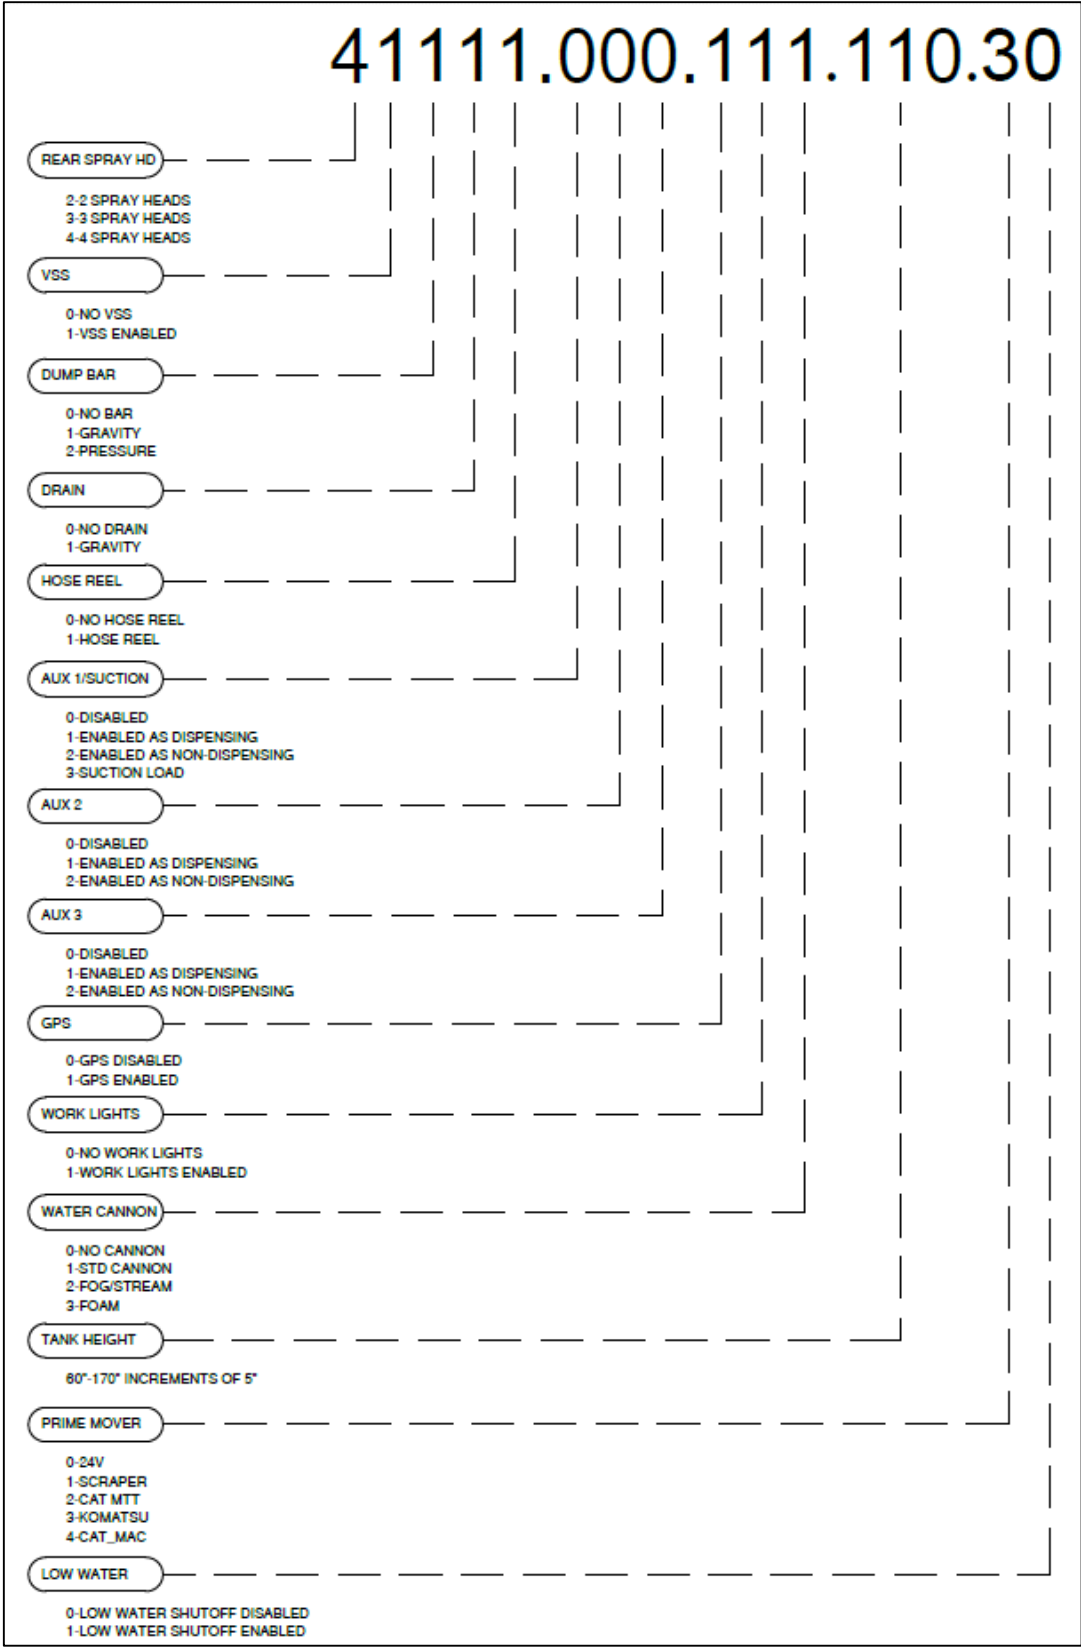 41111.000.111.110.30
REAR SPRAY HD
2-2 SPRAY HEADS
3-3 SPRAY HEADS
4-4 SPRAY HEADS
VSS
0-NO VSS
1-VSS ENABLED
DUMP BAR
0-NO BAR
1-GRAVITY
2-PRESSURE
DRAIN
0-NO DRAIN
1-GRAVITY
HOSE REEL
0-NO HOSE REEL
1-HOSE REEL
AUX 1/SUCTION
0-DISABLED
1-ENABLED AS DISPENSING
2-ENABLED AS NON-DISPENSING
3-SUCTION LOAD
AUX 2
0-DISABLED
1-ENABLED AS DISPENSING
2-ENABLED AS NON-DISPENSING
AUX 3
0-DISABLED
1-ENABLED AS DISPENSING
2-ENABLED AS NON-DISPENSING
GPS
0-GPS DISABLED
1-GPS ENABLED
WORK LIGHTS
0-NO WORK LIGHTS
1-WORK LIGHTS ENABLED
WATER CANNON
0-NO CANNON
1-STD CANNON
2-FOG/STREAM
3-FOAM
TANK HEIGHT
60"-170" INCREMENTS OF 5"
PRIME MOVER
0-24V
1-SCRAPER
2-CAT MTT
3-KOMATSU
4-CAT_MAC
LOW WATER
0-LOW WATER SHUTOFF DISABLED
1-LOW WATER SHUTOFF ENABLED